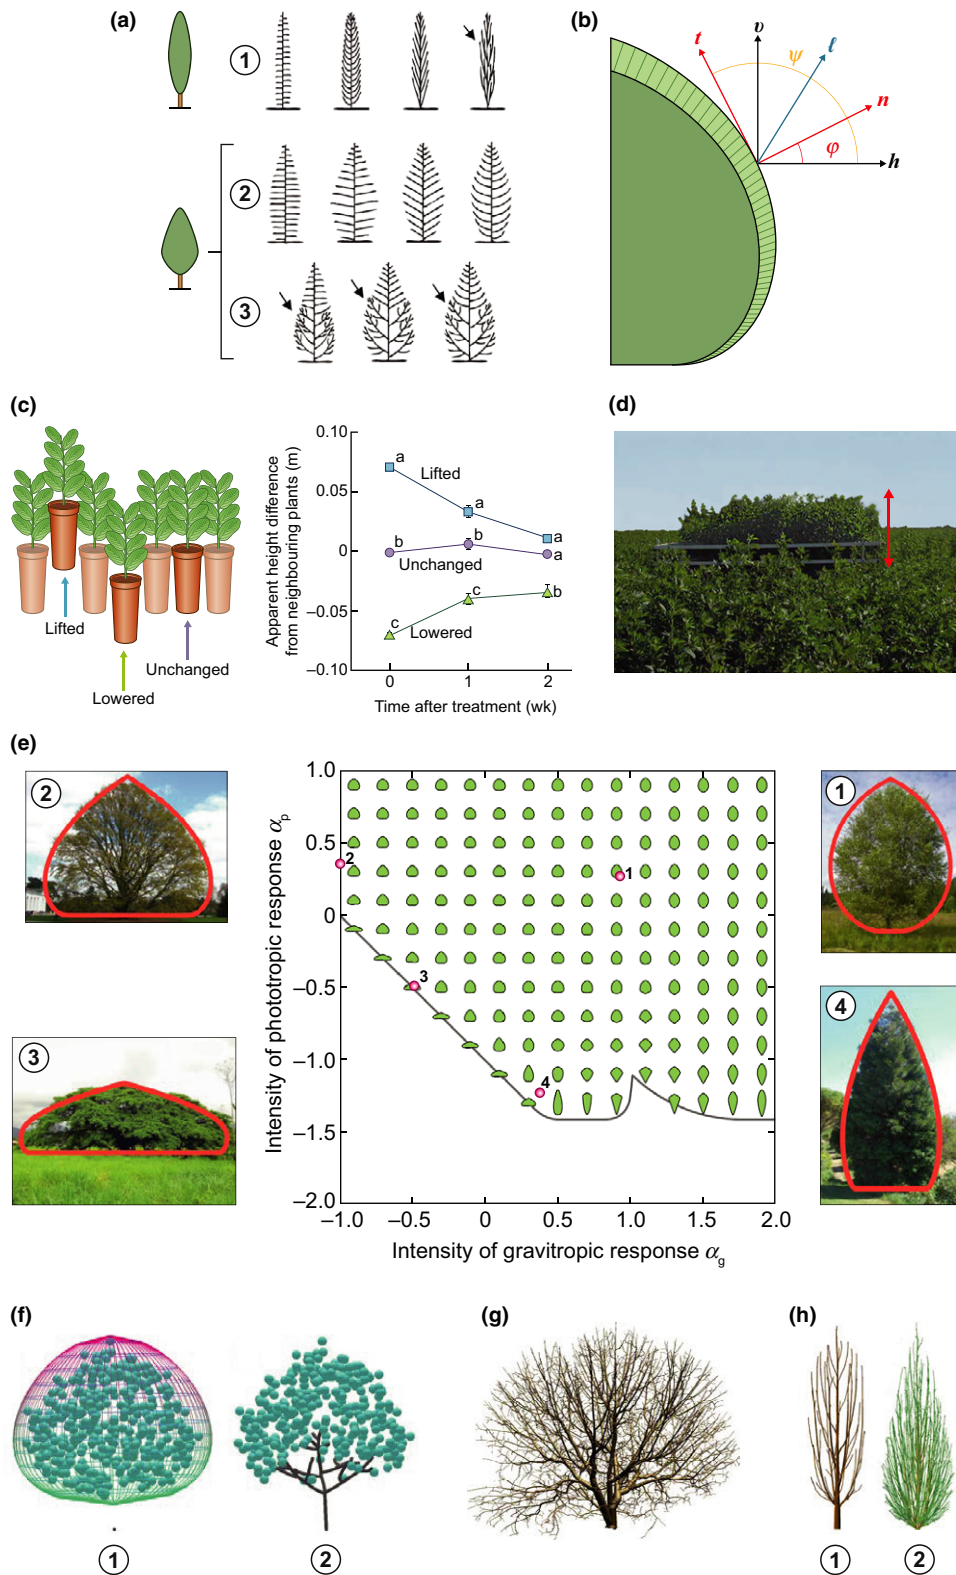 (a)
1
2
3
(b)
t
υ
ψ
ℓ
n
φ
h
(c)
Lifted
Lowered
Unchanged
Apparent height difference
from neighbouring plants (m)
0.10
0.05
0
–0.05
–0.10
a
Lifted
a
a
b
b
Unchanged
a
c
c
b
Lowered
0
1
2
Time after treatment (wk)
(d)
(e)
2
3
Intensity of phototropic response αp
1.0
0.5
0
–0.5
–1.0
–1.5
–2.0
2
1
3
4
–1.0
–0.5
0
0.5
1.0
1.5
2.0
Intensity of gravitropic response αg
1
4
(f)
1
2
(g)
(h)
1
2